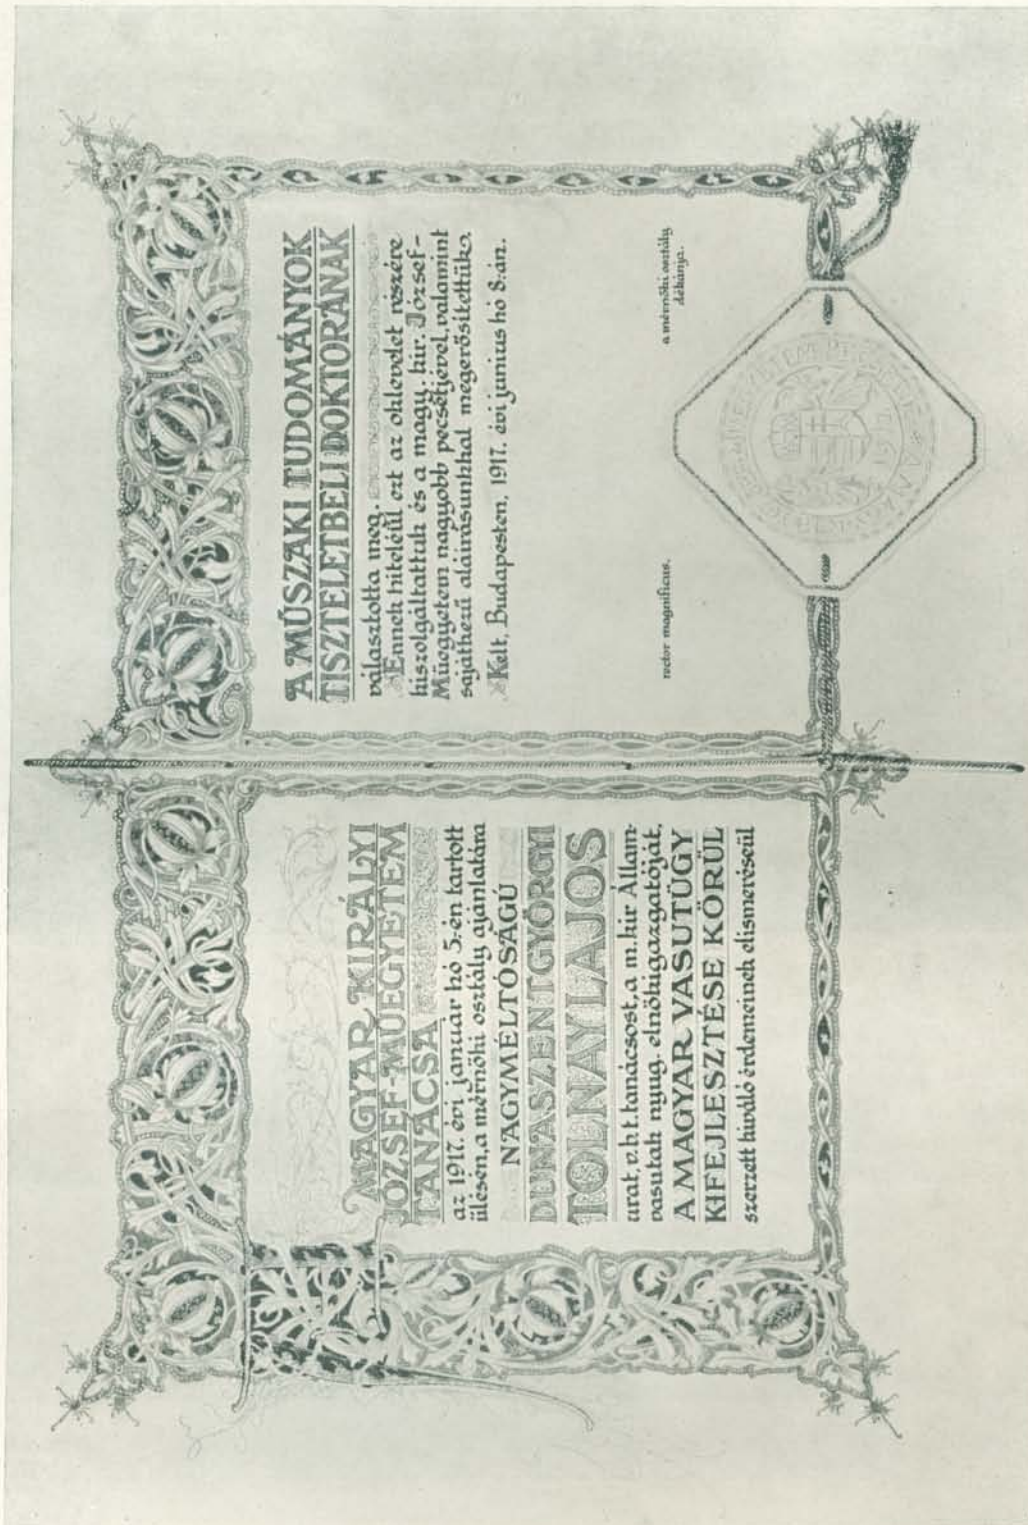 A MAGYAR KIRÁLYI
JÓZSEF-MŰEGYETEM
TANÁCSA
az 1917. évi január hó 5.-én tartott
ülésén, a mérnöki osztály ajánlatára
NAGYMÉLTÓSÁGÚ
DUNASZENTGYÖRGYI
TOLNAY LAJOS
urat, v. b. t. tanácsost, a m. kir Állam-
vasutak nyug. elnökigazgatóját,
A MAGYAR VASUTÜGY
KIFEJLESZTÉSE KÖRÜL
szerzett kiváló érdemeinek elismeréseül
A MŰSZAKI TUDOMÁNYOK
TISZTELETBELI DOKTORÁNAK
választotta meg.
Ennek hiteléül ezt az oklevelet részére
kiszolgáltattuk és a magy. kir. József-
Műegyetem nagyobb pecsétjével, valamint
sajátkezű aláirásunkkal megerősitettük.
Kelt, Budapesten, 1917. évi junius hó 8-án.
rector magnificus.
a mérnöki osztály
dékánja.